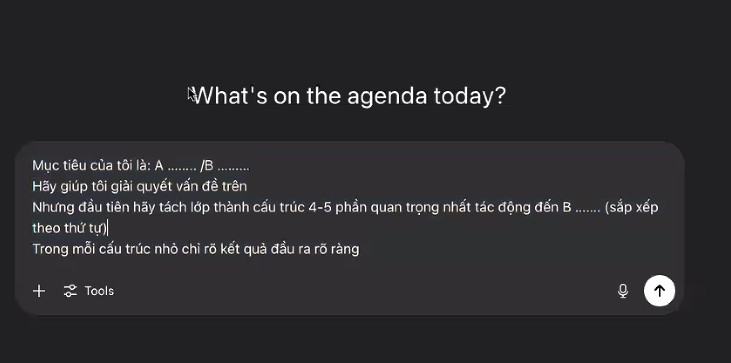 What's on the agenda today?
Mục tiêu của tôi là: A ........ /B .........
Hãy giúp tôi giải quyết vấn đề trên
Nhưng đầu tiên hãy tách lớp thành cấu trúc 4-5 phần quan trọng nhất tác động đến B ....... (sắp xếp
theo thứ tự)
Trong mỗi cấu trúc nhỏ chỉ rõ kết quả đầu ra rõ ràng
Tools